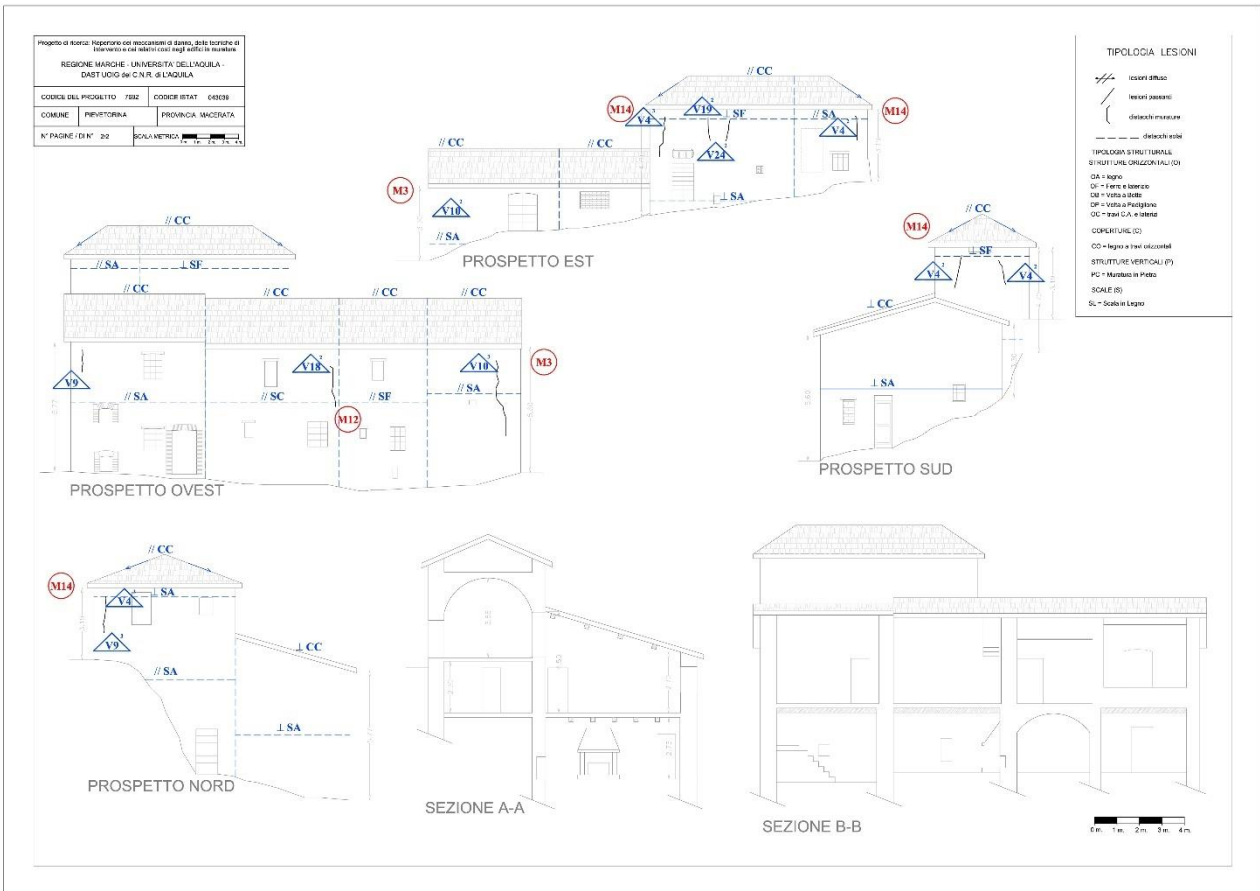 Progetto di ricerca: Repertorio dei meccanismi di danno, delle tecniche di
intervento e dei relativi costi negli edifici in muratura
REGIONE MARCHE - UNIVERSITA' DELL'AQUILA -
DAST UOIG del C.N.R. di L'AQUILA
CODICE DEL PROGETTO 7892 CODICE ISTAT 043039
COMUNE PIEVETORINA PROVINCIA MACERATA
N° PAGINE / DI N° 2/2 SCALA METRICA
TIPOLOGIA LESIONI
lesioni diffuse
lesioni passanti
distacchi murature
distacchi solai
TIPOLOGIA STRUTTURALE
STRUTTURE ORIZZONTALI (O)
OA = legno
OF = Ferro e laterizio
OB = Volta a Botte
OP = Volta a Padiglione
OC = travi C.A. e laterizi
COPERTURE (C)
CO = legno a travi orizzontali
STRUTTURE VERTICALI (P)
PC = Muratura in Pietra
SCALE (S)
SL = Scala in Legno
// CC
M14 V4 V19 ⊥ SF // SA V4 M14
V24
// CC // CC
M3 V10 ⊥ SA
// SA
PROSPETTO EST
// CC
// SA ⊥ SF
// CC // CC // CC // CC
V9 V18 V10 M3
// SA // SC // SF // SA
M12
PROSPETTO OVEST
// CC
M14
⊥ SF
V4 V4
⊥ CC
⊥ SA
PROSPETTO SUD
// CC
M14
⊥ SA
V4
V9
⊥ CC
// SA
⊥ SA
PROSPETTO NORD
SEZIONE A-A
SEZIONE B-B
0 m. 1 m. 2 m. 3 m. 4 m.